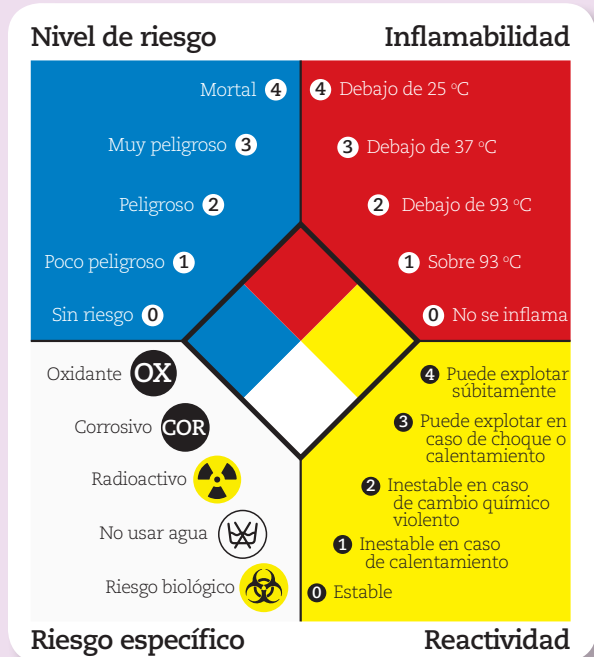 Nivel de riesgo
Inflamabilidad
Mortal 4
Muy peligroso 3
Peligroso 2
Poco peligroso 1
Sin riesgo 0
4 Debajo de 25 °C
3 Debajo de 37 °C
2 Debajo de 93 °C
1 Sobre 93 °C
0 No se inflama
Oxidante OX
Corrosivo COR
Radioactivo
No usar agua
Riesgo biológico
4 Puede explotar
súbitamente
3 Puede explotar en
caso de choque o
calentamiento
2 Inestable en caso
de cambio químico
violento
1 Inestable en caso
de calentamiento
0 Estable
Riesgo específico
Reactividad